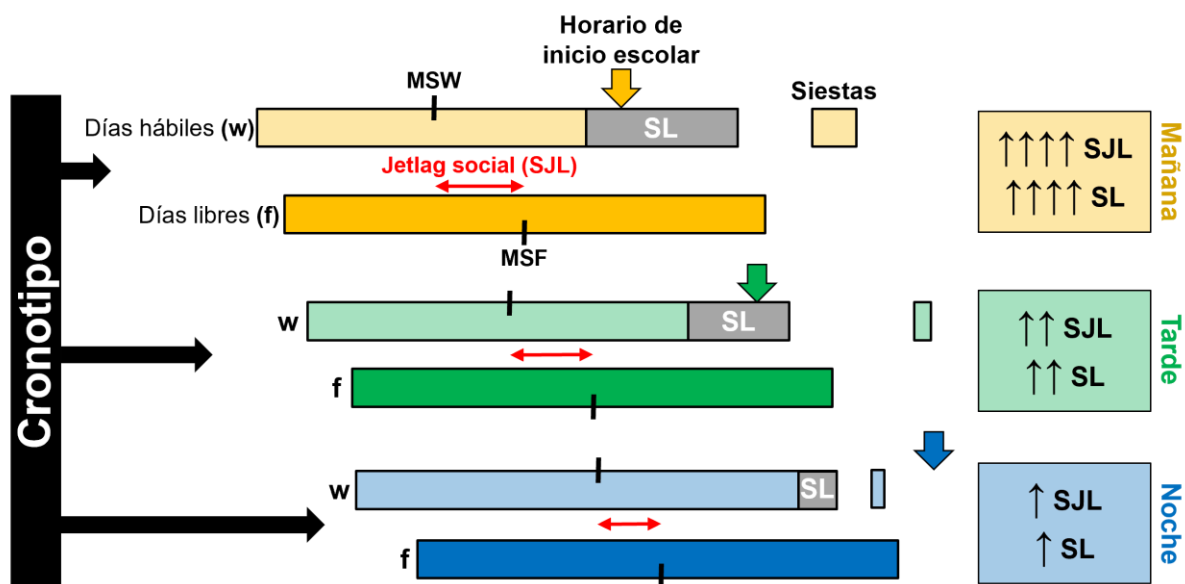 Horario de
inicio escolar
MSW
Siestas
Días hábiles (w)
SL
Jetlag social (SJL)
Días libres (f)
MSF
↑↑↑↑ SJL
↑↑↑↑ SL
Mañana
Cronotipo
w
SL
f
↑↑ SJL
↑↑ SL
Tarde
w
SL
f
↑ SJL
↑ SL
Noche